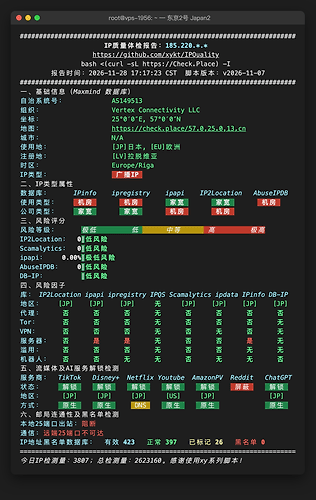 root@vps-1956: ~ — 东京2号 Japan2
########################################################################
IP质量体检报告：185.220.*.*
https://github.com/xykt/IPQuality
bash <(curl -sL https://Check.Place) -I
报告时间：2026-11-28 17:17:23 CST  脚本版本：v2026-11-07
########################################################################
一、基础信息（Maxmind 数据库）
自治系统号： AS149513
组织： Vertex Connectivity LLC
坐标： 25°0′0″E, 57°0′0″N
地图： https://check.place/57.0,25.0,13,cn
城市： N/A
使用地： [JP]日本, [EU]欧洲
注册地： [LV]拉脱维亚
时区： Europe/Riga
IP类型： 广播IP
二、IP类型属性
数据库： IPinfo ipregistry ipapi IP2Location AbuseIPDB
使用类型： 机房 家宽 机房 家宽 机房
公司类型： 家宽 机房 家宽 机房
三、风险评分
风险等级： 极低 低 中等 高 极高
IP2Location： 0|低风险
Scamalytics： 0|低风险
ipapi： 0.00%|极低风险
AbuseIPDB： 0|低风险
DB-IP： |低风险
四、风险因子
库： IP2Location ipapi ipregistry IPQS Scamalytics ipdata IPinfo DB-IP
地区： [JP] [JP] [JP] 无 [JP] [JP] [JP] [JP]
代理： 否 否 否 无 否 否 否 否
Tor： 否 否 否 无 否 否 否 无
VPN： 否 否 否 无 否 无 否 无
服务器： 否 是 是 无 否 否 是 无
滥用： 否 否 否 无 无 否 无 否
机器人： 否 否 无 无 否 无 无 否
五、流媒体及AI服务解锁检测
服务商： TikTok Disney+ Netflix Youtube AmazonPV Reddit ChatGPT
状态： 解锁 解锁 解锁 解锁 解锁 屏蔽 解锁
地区： [JP] [JP] [JP] [US] [JP] [JP]
方式： 原生 原生 DNS 原生 原生 原生
六、邮局连通性及黑名单检测
本地25端口出站：阻断
通信：远端25端口不可达
IP地址黑名单数据库： 有效 423 正常 397 已标记 26 黑名单 0
========================================================================
今日IP检测量：3807；总检测量：2623160。感谢使用xy系列脚本！